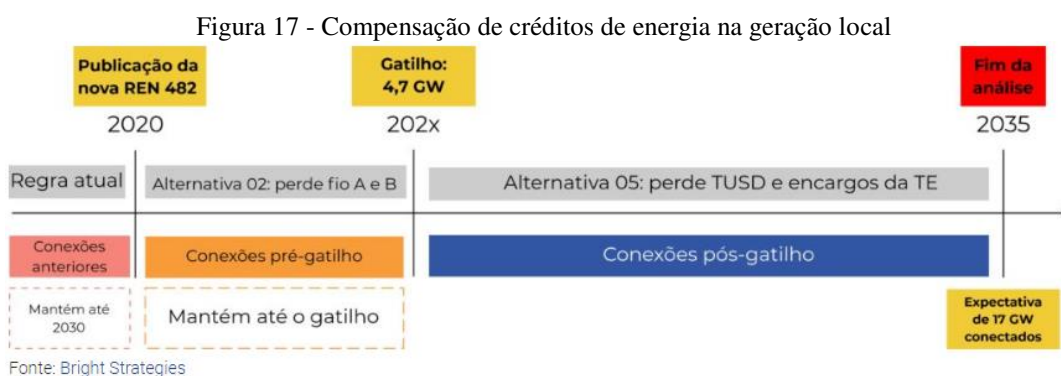 Figura 17 - Compensação de créditos de energia na geração local
Publicação da
nova REN 482
Gatilho:
4,7 GW
Fim da
análise
2020
202x
2035
Regra atual
Alternativa 02: perde fio A e B
Alternativa 05: perde TUSD e encargos da TE
Conexões
anteriores
Conexões pré-gatilho
Conexões pós-gatilho
Mantém até
2030
Mantém até o gatilho
Expectativa
de 17 GW
conectados
Fonte: Bright Strategies